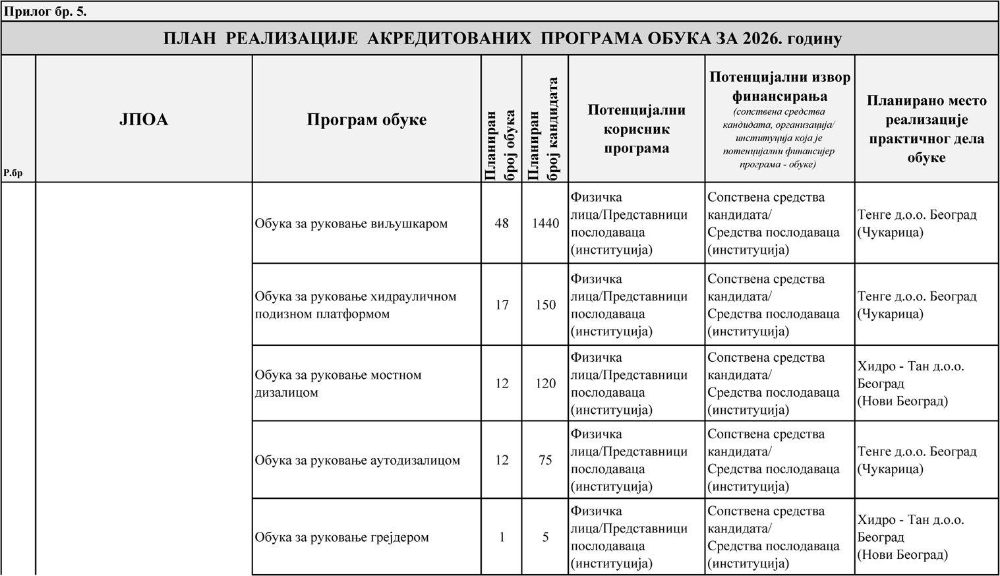 Прилог бр. 5.
ПЛАН РЕАЛИЗАЦИЈЕ АКРЕДИТОВАНИХ ПРОГРАМА ОБУКА ЗА 2026. годину
Р.бр
ЈПОА
Програм обуке
Планиран
број обука
Планиран
број кандидата
Потенцијални
корисник
програма
Потенцијални извор
финансирања
(сопствена средства
кандидата, организација/
институција која је
потенцијални финансијер
програма - обуке)
Планирано место
реализације
практичног дела
обуке
Обука за руковање виљушкаром
48
1440
Физичка
лица/Представници
послодаваца
(институција)
Сопствена средства
кандидата/
Средства послодаваца
(институција)
Тенге д.о.о. Београд
(Чукарица)
Обука за руковање хидрауличном
подизном платформом
17
150
Физичка
лица/Представници
послодаваца
(институција)
Сопствена средства
кандидата/
Средства послодаваца
(институција)
Тенге д.о.о. Београд
(Чукарица)
Обука за руковање мостном
дизалицом
12
120
Физичка
лица/Представници
послодаваца
(институција)
Сопствена средства
кандидата/
Средства послодаваца
(институција)
Хидро - Тан д.о.о.
Београд
(Нови Београд)
Обука за руковање аутодизалицом
12
75
Физичка
лица/Представници
послодаваца
(институција)
Сопствена средства
кандидата/
Средства послодаваца
(институција)
Тенге д.о.о. Београд
(Чукарица)
Обука за руковање грејдером
1
5
Физичка
лица/Представници
послодаваца
(институција)
Сопствена средства
кандидата/
Средства послодаваца
(институција)
Хидро - Тан д.о.о.
Београд
(Нови Београд)